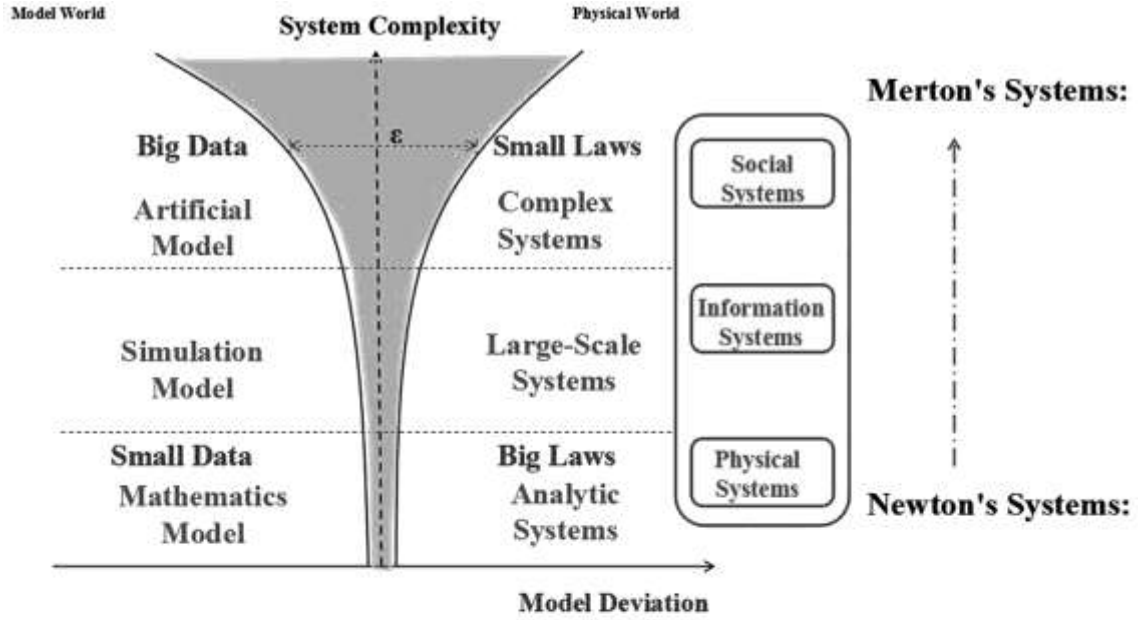 Model World
Physical World
System Complexity
Merton's Systems:
Big Data
ε
Small Laws
Social
Systems
Artificial
Model
Complex
Systems
Information
Systems
Simulation
Model
Large-Scale
Systems
Small Data
Big Laws
Physical
Systems
Mathematics
Model
Analytic
Systems
Newton's Systems:
Model Deviation